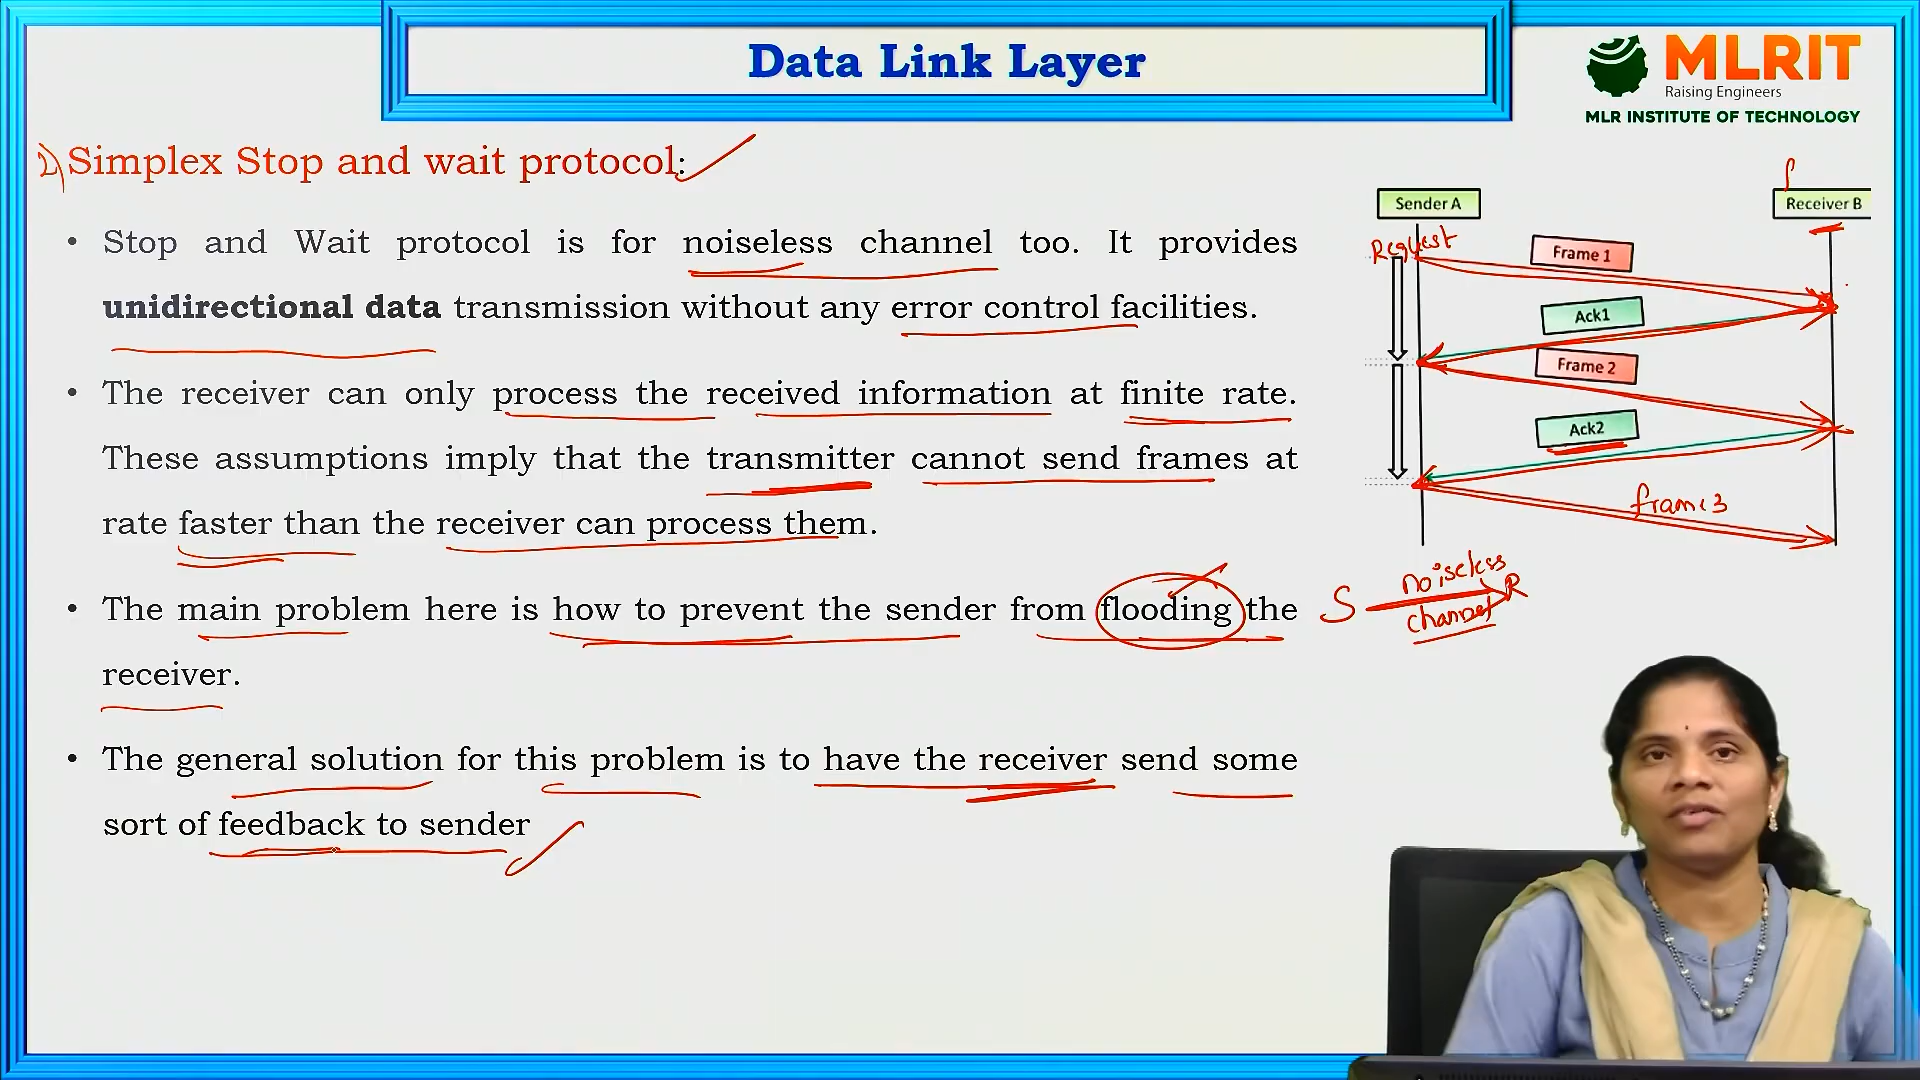 Data Link Layer
MLRIT
Raising Engineers
MLR INSTITUTE OF TECHNOLOGY
2) Simplex Stop and wait protocol:
• Stop and Wait protocol is for noiseless channel too. It provides
unidirectional data transmission without any error control facilities.
• The receiver can only process the received information at finite rate.
These assumptions imply that the transmitter cannot send frames at
rate faster than the receiver can process them.
• The main problem here is how to prevent the sender from flooding the
receiver.
• The general solution for this problem is to have the receiver send some
sort of feedback to sender
Sender A
Receiver B
Request
Frame 1
Ack1
Frame 2
Ack2
frame 3
S noiseless R
channel